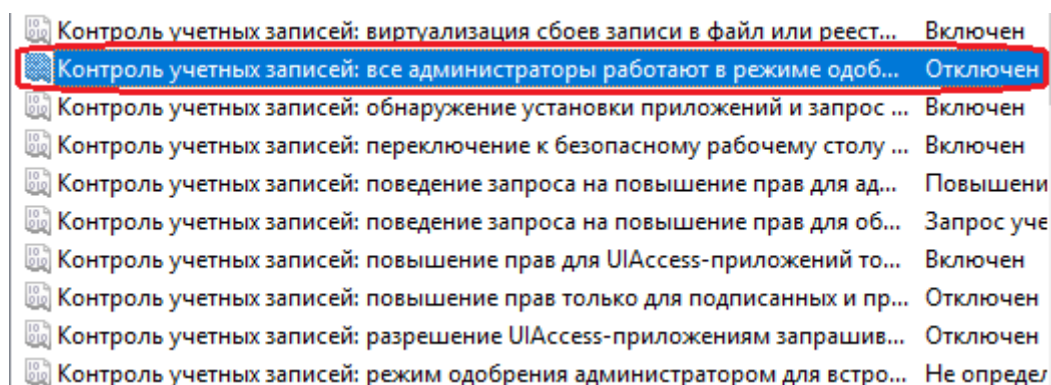 Контроль учетных записей: виртуализация сбоев записи в файл или реест... Включен
Контроль учетных записей: все администраторы работают в режиме одоб... Отключен
Контроль учетных записей: обнаружение установки приложений и запрос ... Включен
Контроль учетных записей: переключение к безопасному рабочему столу ... Включен
Контроль учетных записей: поведение запроса на повышение прав для ад... Повышени
Контроль учетных записей: поведение запроса на повышение прав для об... Запрос уче
Контроль учетных записей: повышение прав для UIAccess-приложений то... Включен
Контроль учетных записей: повышение прав только для подписанных и пр... Отключен
Контроль учетных записей: разрешение UIAccess-приложениям запрашив... Отключен
Контроль учетных записей: режим одобрения администратором для встро... Не определ